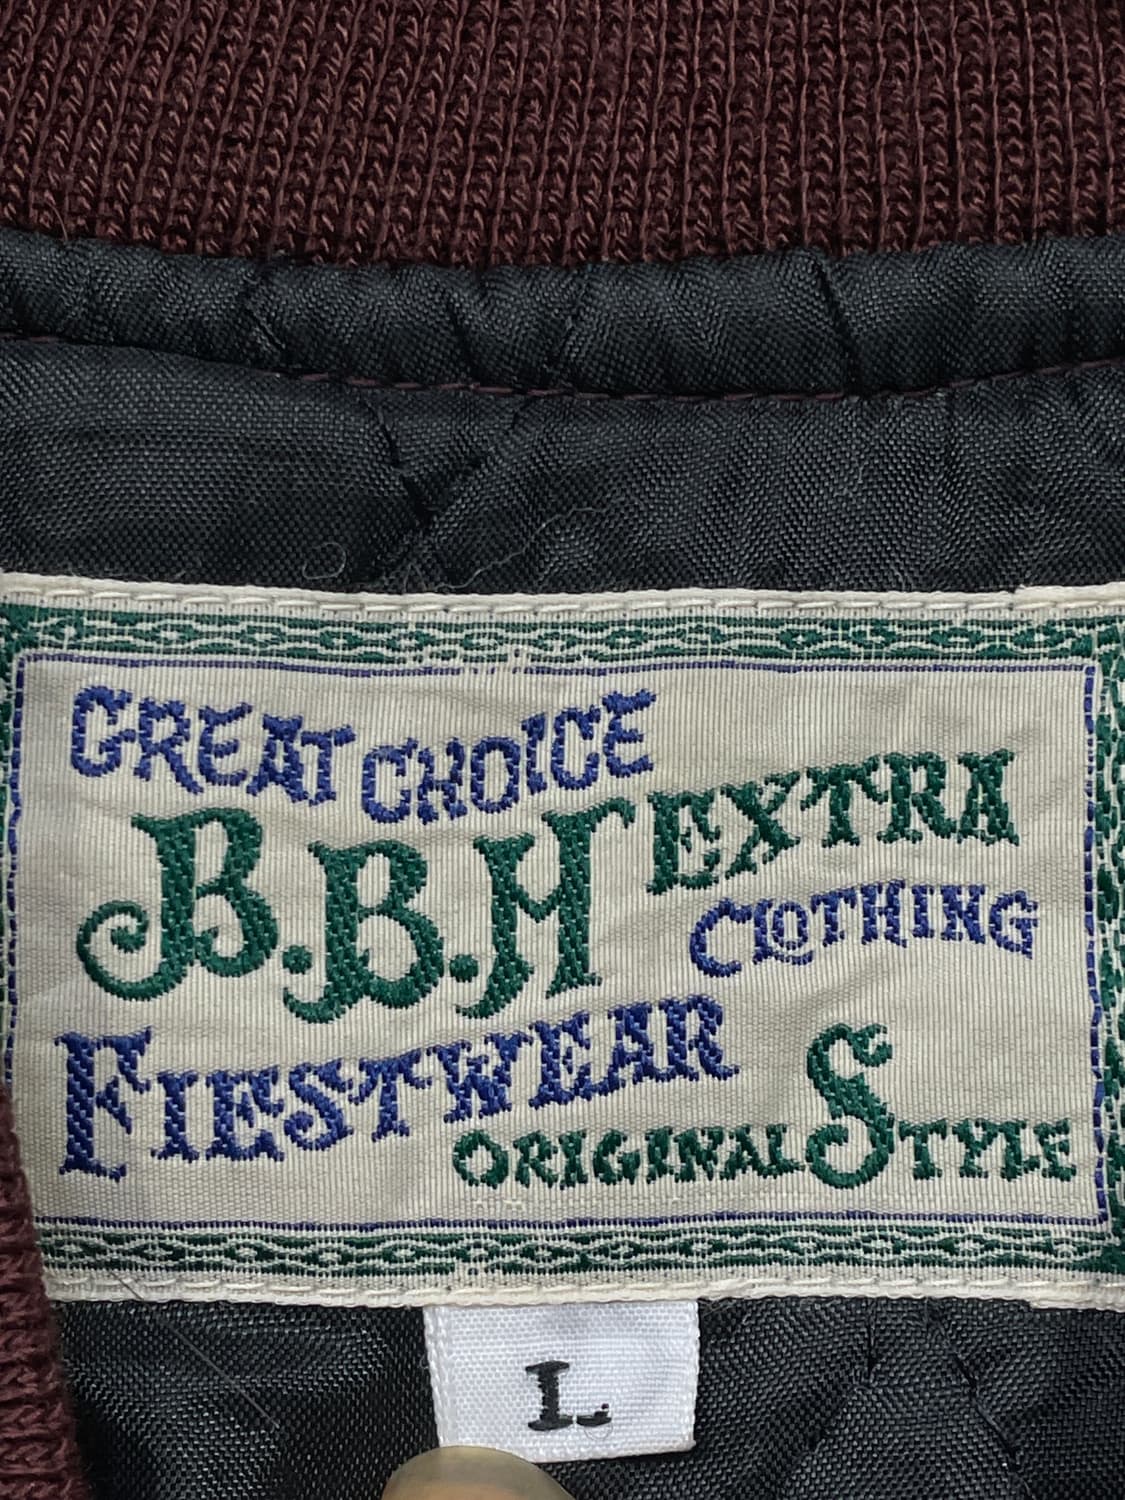 GREAT CHOICE
B.B.H EXTRA
CLOTHING
FIESTWEAR
ORIGINAL STYLE
L